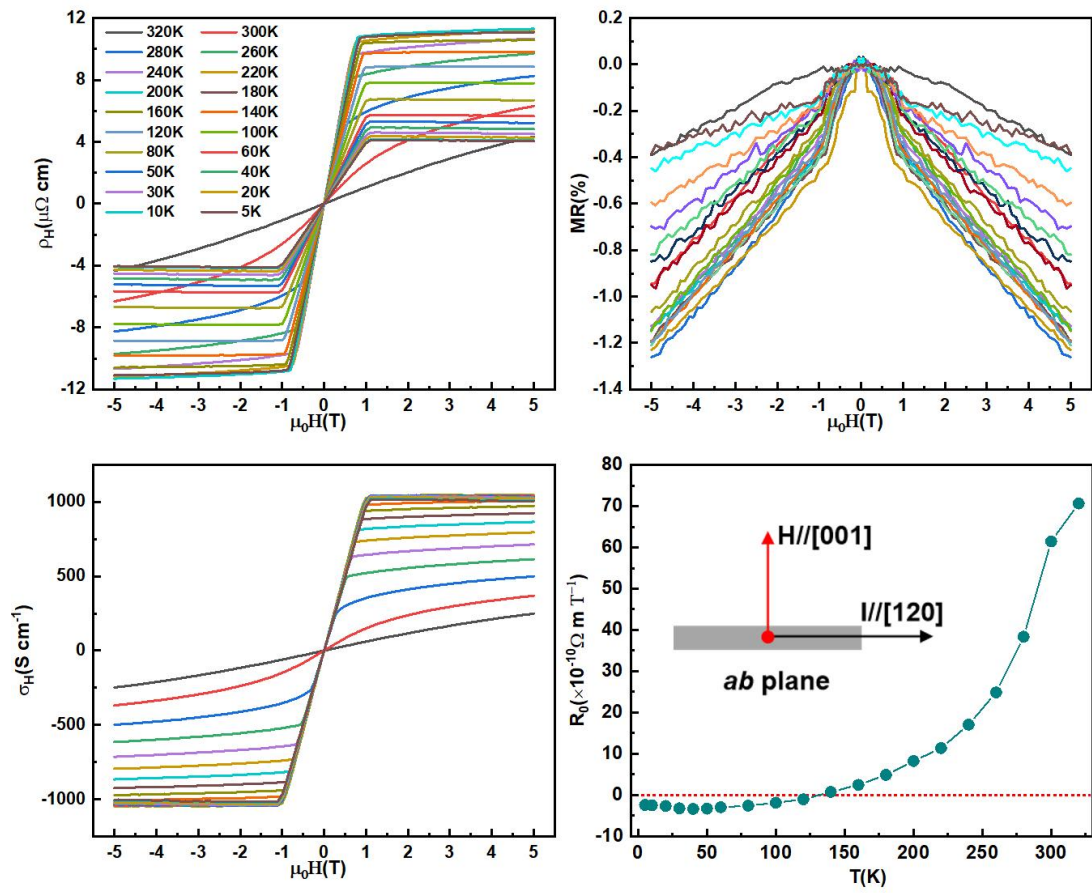 12
8
4
0
-4
-8
-12
320K 300K
280K 260K
240K 220K
200K 180K
160K 140K
120K 100K
80K 60K
50K 40K
30K 20K
10K 5K
ρH(μΩ cm)
-5 -4 -3 -2 -1 0 1 2 3 4 5
μ0H(T)
0.0
-0.2
-0.4
-0.6
-0.8
-1.0
-1.2
-1.4
MR(%)
-5 -4 -3 -2 -1 0 1 2 3 4 5
μ0H(T)
1000
500
0
-500
-1000
σH(S cm⁻¹)
-5 -4 -3 -2 -1 0 1 2 3 4 5
μ0H(T)
80
70
60
50
40
30
20
10
0
-10
R0(×10⁻¹⁰Ω m T⁻¹)
H//[001]
I//[120]
ab plane
0 50 100 150 200 250 300
T(K)